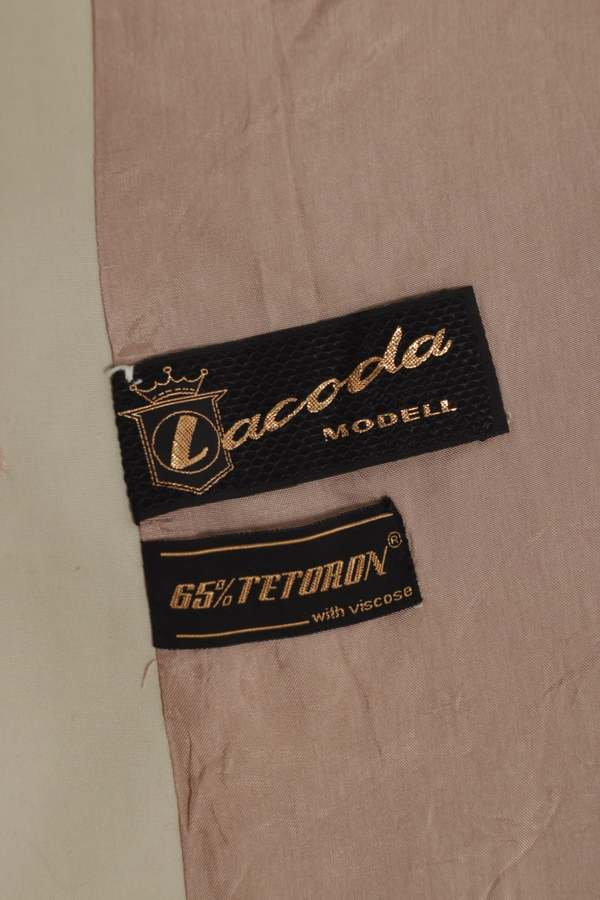 Lacoda
MODELL
65% TETORON®
with viscose